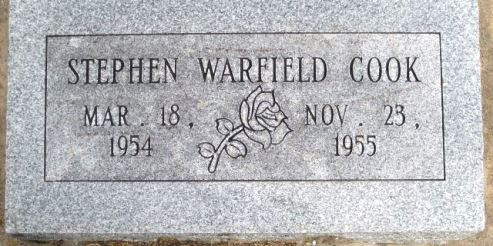 STEPHEN WARFIELD COOK
MAR. 18, NOV. 23,
1954 1955